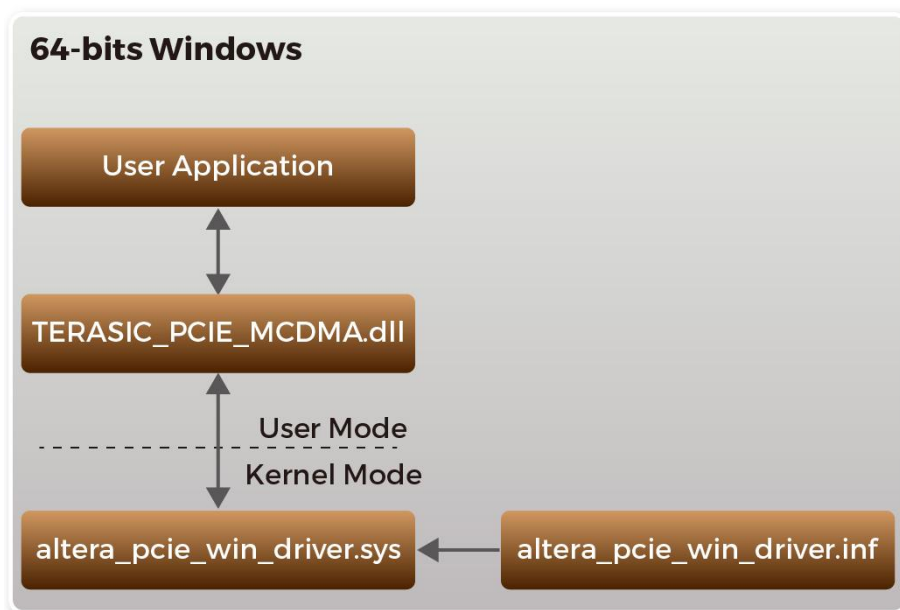 64-bits Windows
User Application
TERASIC_PCIE_MCDMA.dll
User Mode
Kernel Mode
altera_pcie_win_driver.sys
altera_pcie_win_driver.inf